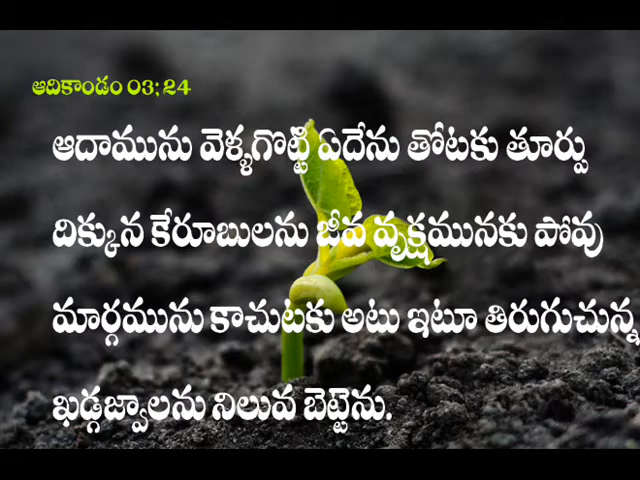 ఆదికాండం 03; 24
ఆదామును వెళ్ళగొట్టి ఏదేను తోటకు తూర్పు
దిక్కున కేరూబులను జీవ వృక్షమునకు పోవు
మార్గమును కాచుటకు అటు ఇటూ తిరుగుచున్న
ఖడ్గజ్వాలను నిలువ బెట్టెను.